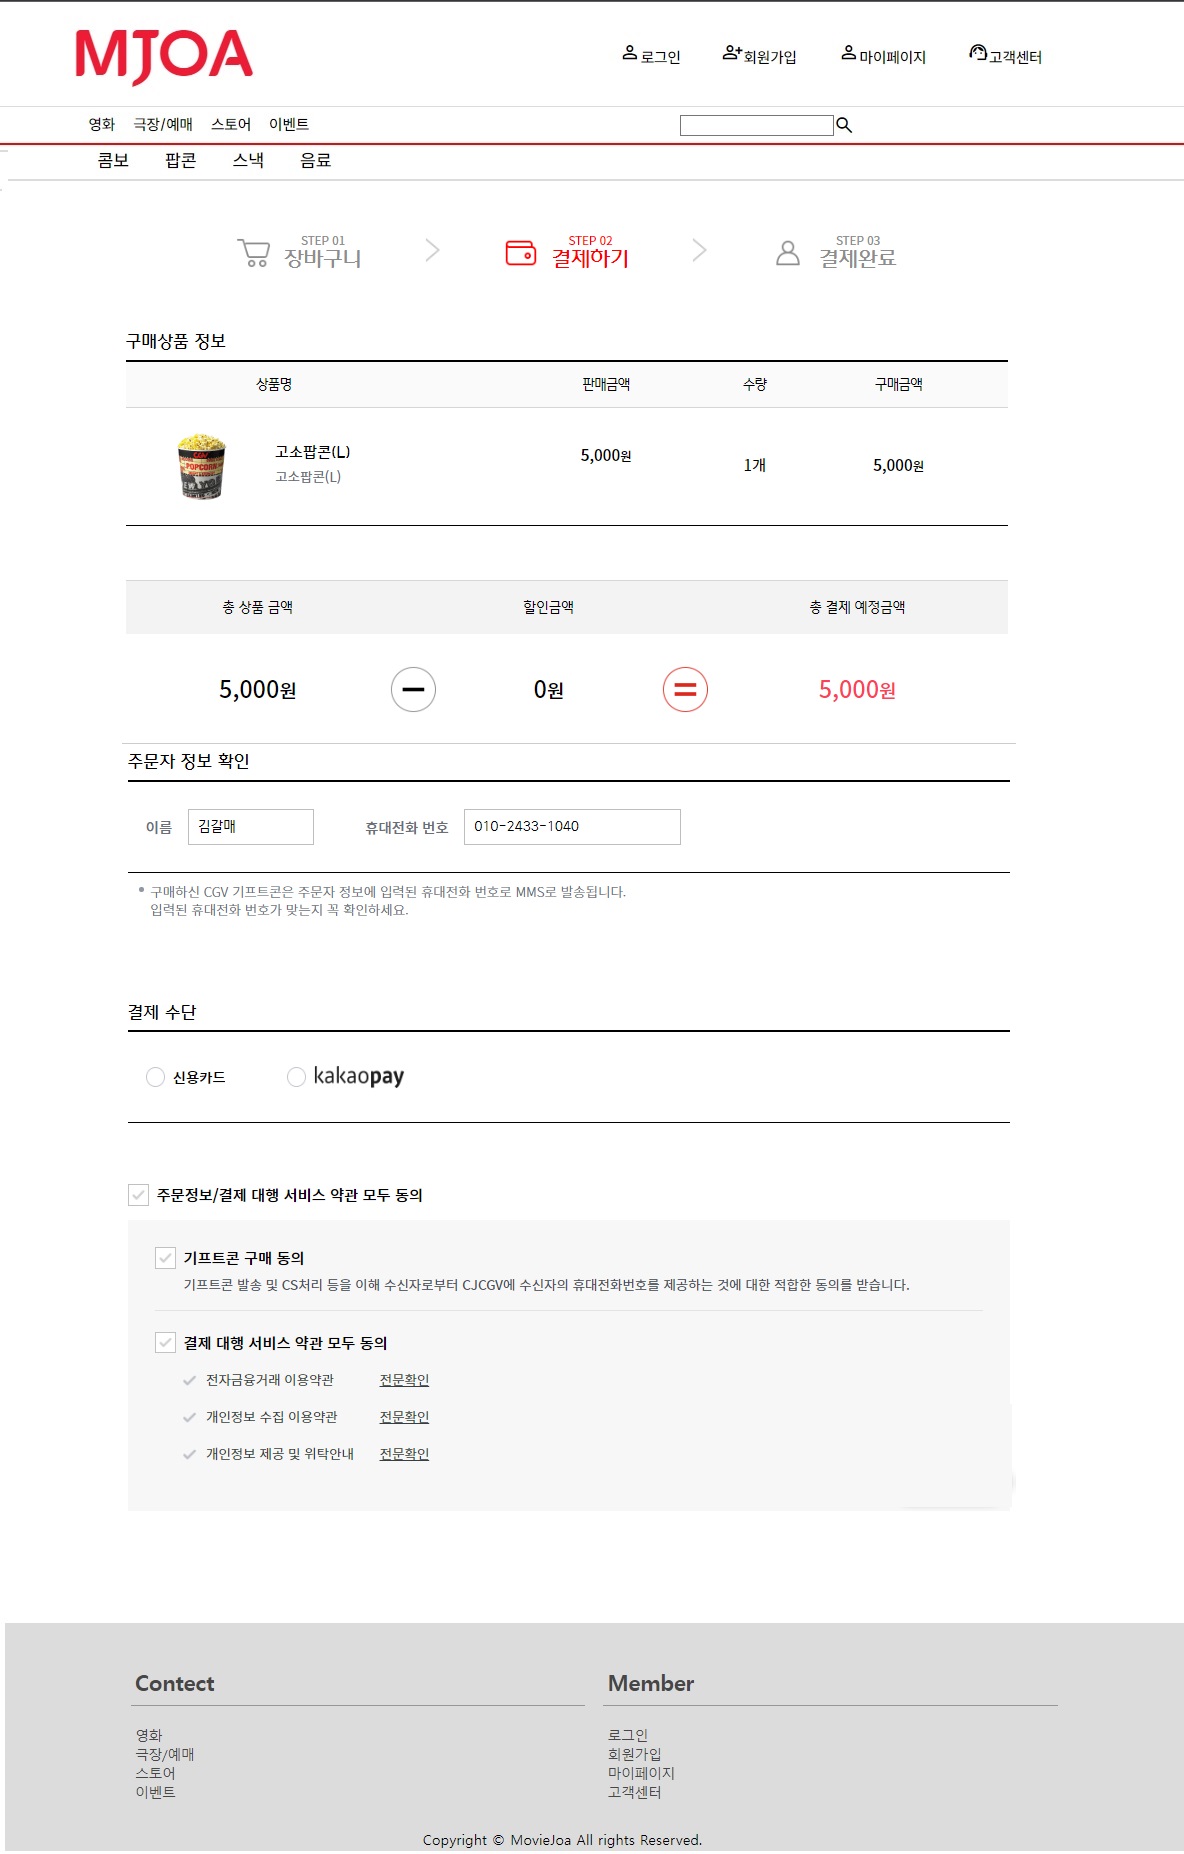 MJOA
로그인 회원가입 마이페이지 고객센터
영화 극장/예매 스토어 이벤트
콤보 팝콘 스낵 음료
STEP 01 STEP 02 STEP 03
장바구니 결제하기 결제완료
구매상품 정보
상품명 판매금액 수량 구매금액
POPCORN
고소팝콘(L) 5,000원
고소팝콘(L) 1개 5,000원
총 상품 금액 할인금액 총 결제 예정금액
5,000원 0원 5,000원
주문자 정보 확인
이름 김갈매 휴대전화 번호 010-2433-1040
구매하신 CGV 기프트콘은 주문자 정보에 입력된 휴대전화 번호로 MMS로 발송됩니다.
입력된 휴대전화 번호가 맞는지 꼭 확인하세요.
결제 수단
신용카드 kakaopay
주문정보/결제 대행 서비스 약관 모두 동의
기프트콘 구매 동의
기프트콘 발송 및 CS처리 등을 이해 수신자로부터 CJCGV에 수신자의 휴대전화번호를 제공하는 것에 대한 적합한 동의를 받습니다.
결제 대행 서비스 약관 모두 동의
전자금융거래 이용약관 전문확인
개인정보 수집 이용약관 전문확인
개인정보 제공 및 위탁안내 전문확인
Contect Member
영화 로그인
극장/예매 회원가입
스토어 마이페이지
이벤트 고객센터
Copyright © MovieJoa All rights Reserved.